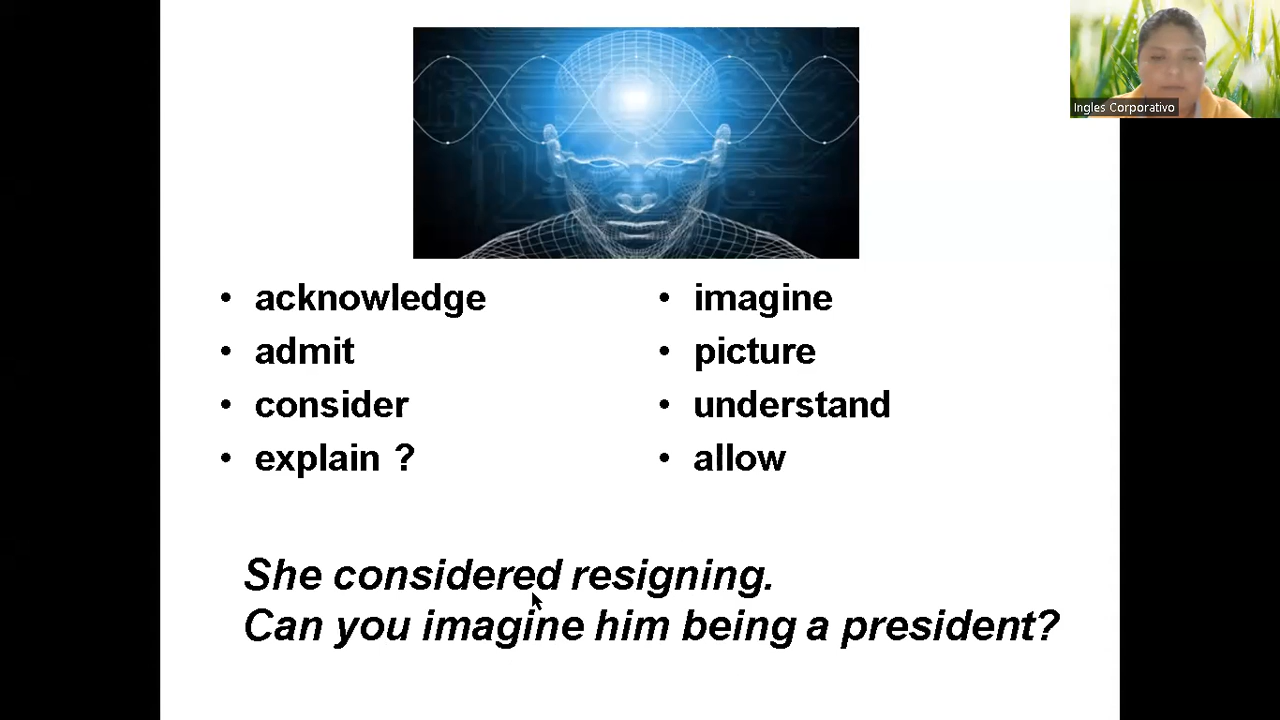 Ingles Corporativo
• acknowledge
• admit
• consider
• explain ?
• imagine
• picture
• understand
• allow
She considered resigning.
Can you imagine him being a president?